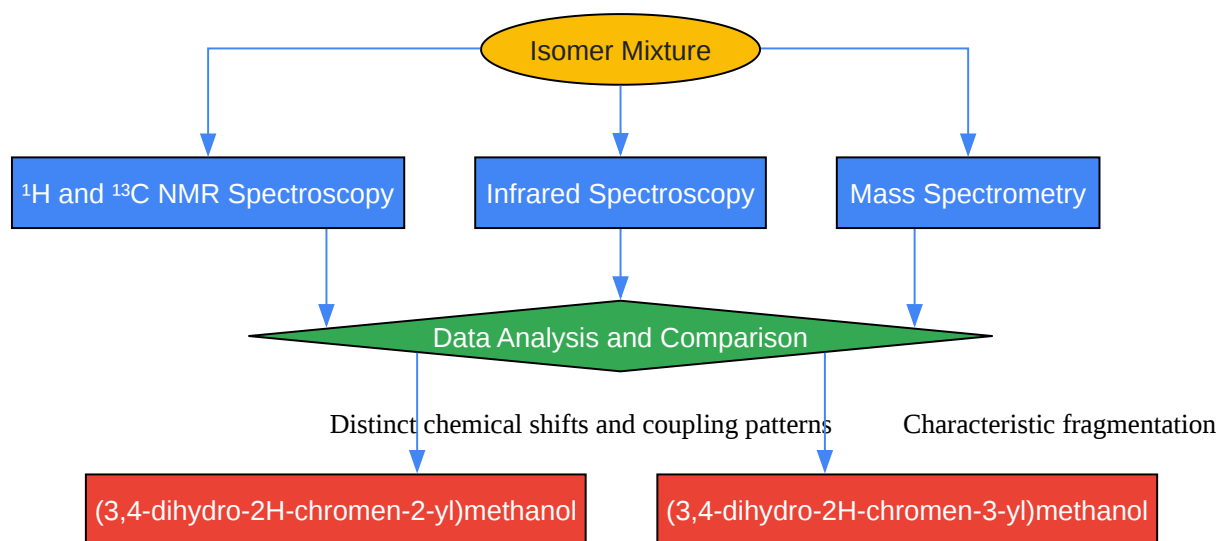 Isomer Mixture
¹H and ¹³C NMR Spectroscopy
Infrared Spectroscopy
Mass Spectrometry
Data Analysis and Comparison
Distinct chemical shifts and coupling patterns
Characteristic fragmentation
(3,4-dihydro-2H-chromen-2-yl)methanol
(3,4-dihydro-2H-chromen-3-yl)methanol